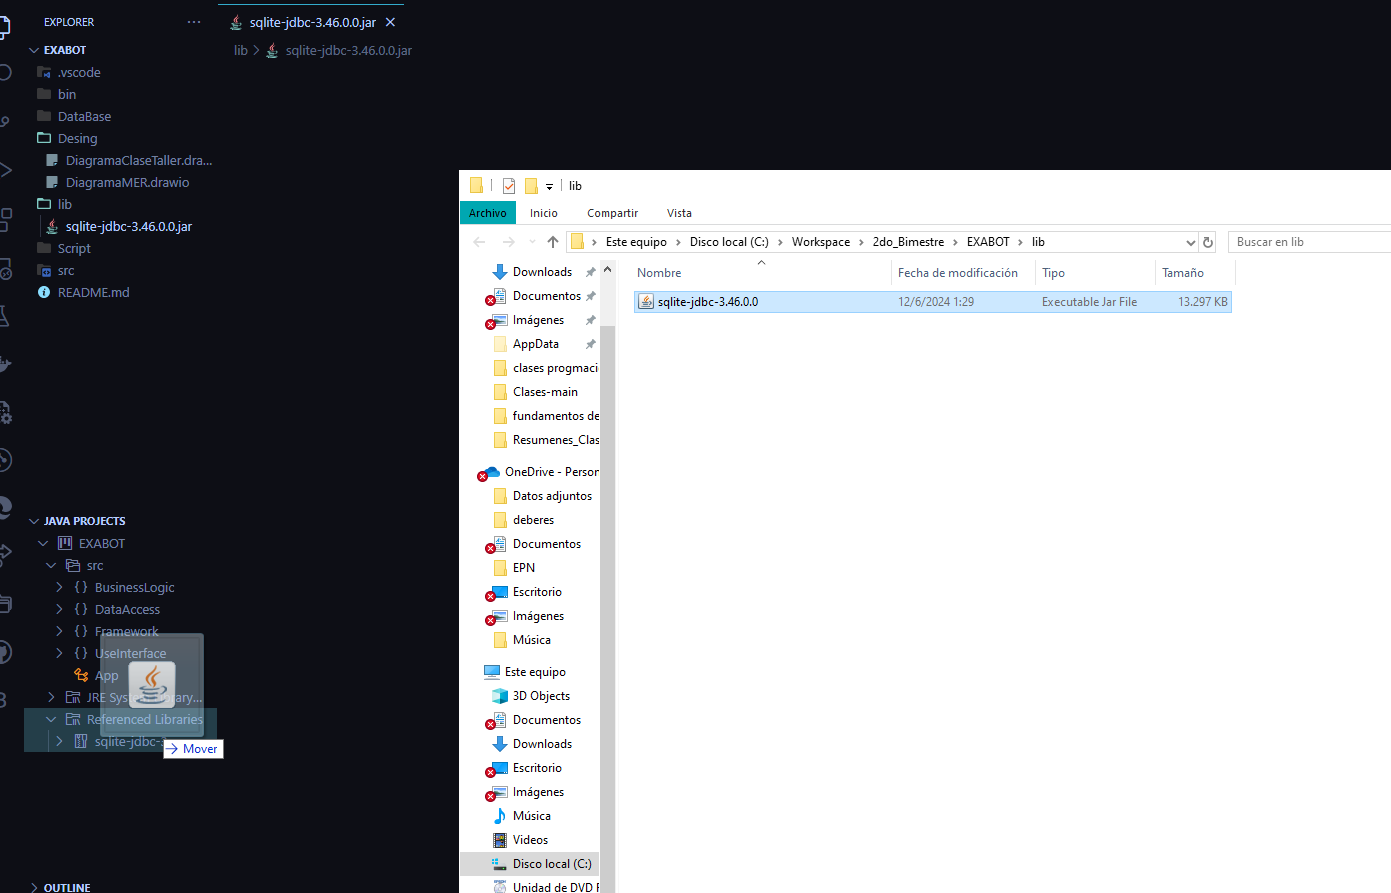 EXPLORER
EXABOT
.vscode
bin
DataBase
Desing
DiagramaClaseTaller.dra...
DiagramaMER.drawio
lib
sqlite-jdbc-3.46.0.0.jar
Script
src
README.md
sqlite-jdbc-3.46.0.0.jar
lib > sqlite-jdbc-3.46.0.0.jar
JAVA PROJECTS
EXABOT
src
{} BusinessLogic
{} DataAccess
{} Framework
{} UseInterface
App
JRE System Library...
Referenced Libraries
sqlite-jdbc-
Mover
OUTLINE
lib
Archivo Inicio Compartir Vista
Este equipo > Disco local (C:) > Workspace > 2do_Bimestre > EXABOT > lib
Buscar en lib
Nombre Fecha de modificación Tipo Tamaño
sqlite-jdbc-3.46.0.0 12/6/2024 1:29 Executable Jar File 13.297 KB
Downloads
Documentos
Imágenes
AppData
clases progmaci
Clases-main
fundamentos de
Resumenes_Clas
OneDrive - Person
Datos adjuntos
deberes
Documentos
EPN
Escritorio
Imágenes
Música
Este equipo
3D Objects
Documentos
Downloads
Escritorio
Imágenes
Música
Videos
Disco local (C:)
Unidad de DVD F